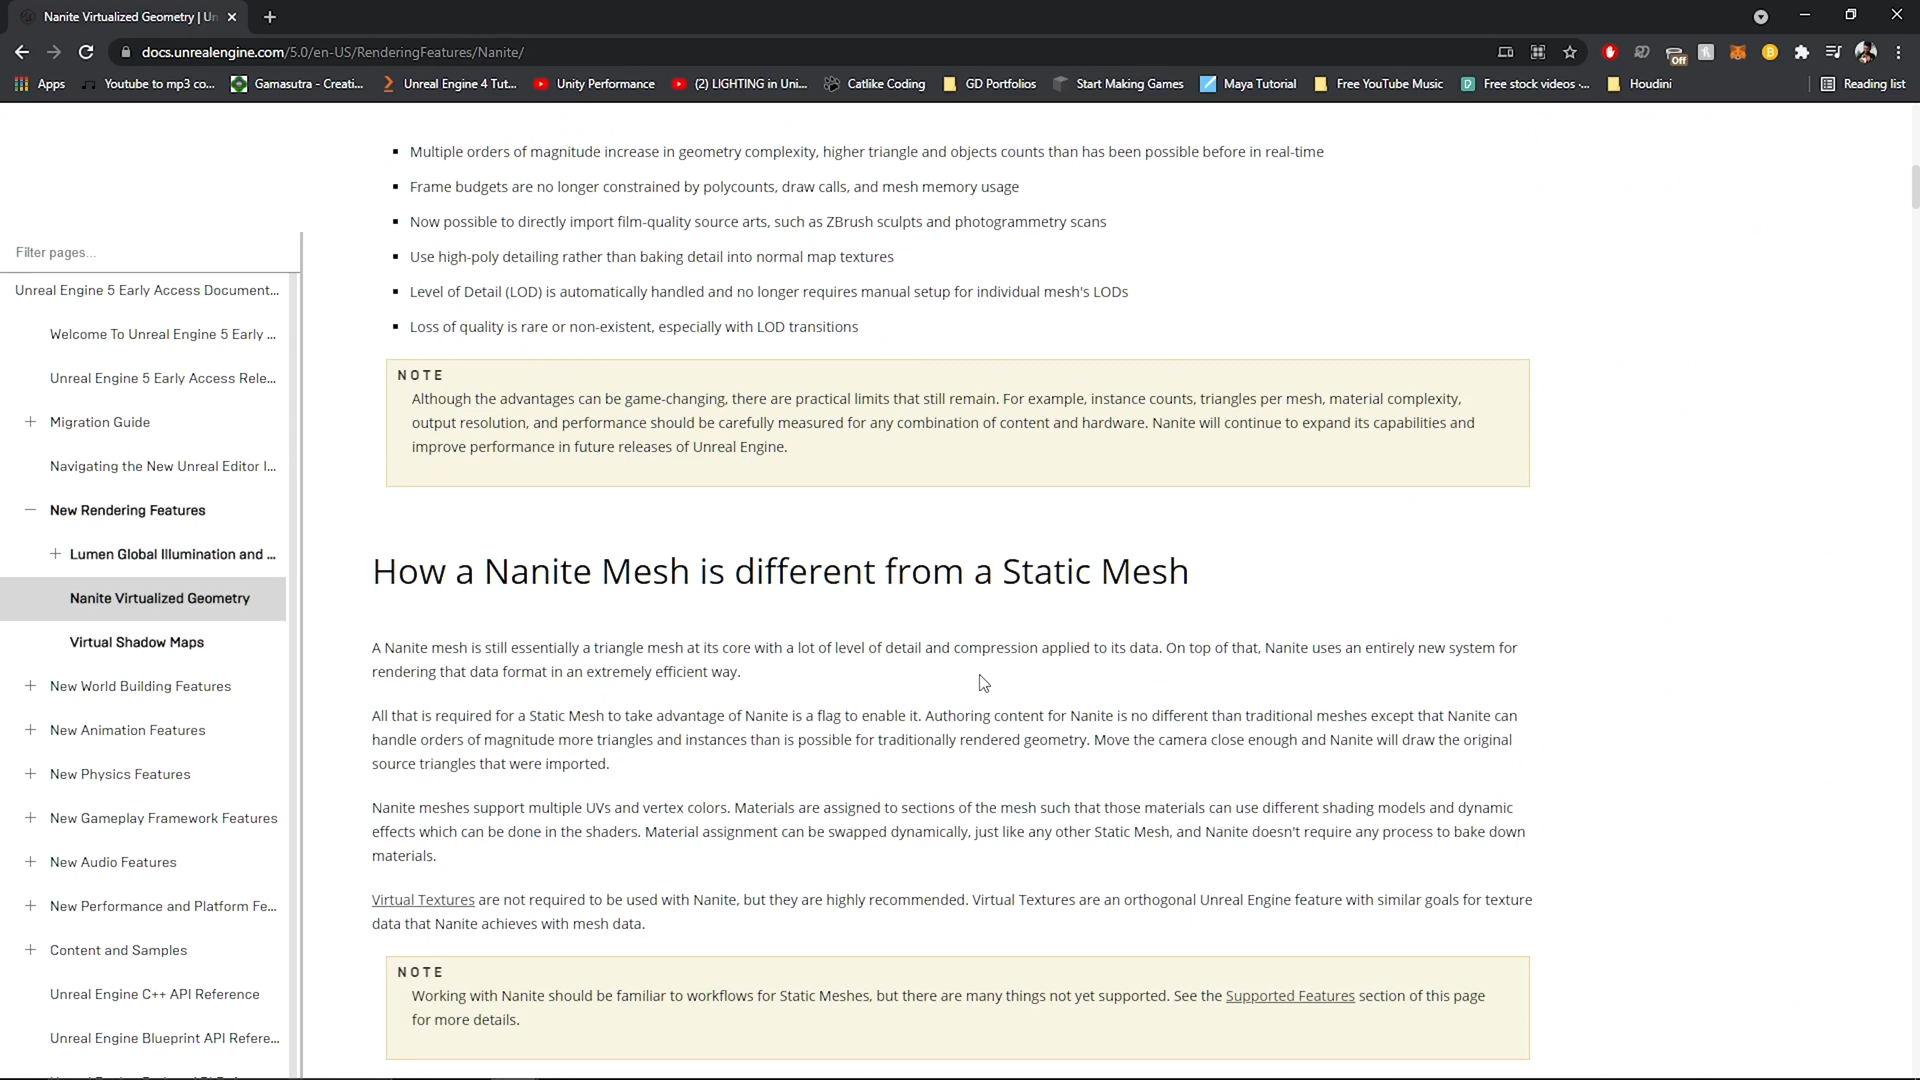 Nanite Virtualized Geometry | Un
docs.unrealengine.com/5.0/en-US/RenderingFeatures/Nanite/
Off
Apps
Youtube to mp3 co...
Gamasutra - Creati...
Unreal Engine 4 Tut...
Unity Performance
(2) LIGHTING in Uni...
Catlike Coding
GD Portfolios
Start Making Games
Maya Tutorial
Free YouTube Music
Free stock videos -...
Houdini
Reading list
Filter pages...
Unreal Engine 5 Early Access Document...
Welcome To Unreal Engine 5 Early ...
Unreal Engine 5 Early Access Rele...
Migration Guide
Navigating the New Unreal Editor I...
New Rendering Features
Lumen Global Illumination and ...
Nanite Virtualized Geometry
Virtual Shadow Maps
New World Building Features
New Animation Features
New Physics Features
New Gameplay Framework Features
New Audio Features
New Performance and Platform Fe...
Content and Samples
Unreal Engine C++ API Reference
Unreal Engine Blueprint API Refere...
Multiple orders of magnitude increase in geometry complexity, higher triangle and objects counts than has been possible before in real-time
Frame budgets are no longer constrained by polycounts, draw calls, and mesh memory usage
Now possible to directly import film-quality source arts, such as ZBrush sculpts and photogrammetry scans
Use high-poly detailing rather than baking detail into normal map textures
Level of Detail (LOD) is automatically handled and no longer requires manual setup for individual mesh's LODs
Loss of quality is rare or non-existent, especially with LOD transitions
NOTE
Although the advantages can be game-changing, there are practical limits that still remain. For example, instance counts, triangles per mesh, material complexity,
output resolution, and performance should be carefully measured for any combination of content and hardware. Nanite will continue to expand its capabilities and
improve performance in future releases of Unreal Engine.
How a Nanite Mesh is different from a Static Mesh
A Nanite mesh is still essentially a triangle mesh at its core with a lot of level of detail and compression applied to its data. On top of that, Nanite uses an entirely new system for
rendering that data format in an extremely efficient way.
All that is required for a Static Mesh to take advantage of Nanite is a flag to enable it. Authoring content for Nanite is no different than traditional meshes except that Nanite can
handle orders of magnitude more triangles and instances than is possible for traditionally rendered geometry. Move the camera close enough and Nanite will draw the original
source triangles that were imported.
Nanite meshes support multiple UVs and vertex colors. Materials are assigned to sections of the mesh such that those materials can use different shading models and dynamic
effects which can be done in the shaders. Material assignment can be swapped dynamically, just like any other Static Mesh, and Nanite doesn't require any process to bake down
materials.
Virtual Textures are not required to be used with Nanite, but they are highly recommended. Virtual Textures are an orthogonal Unreal Engine feature with similar goals for texture
data that Nanite achieves with mesh data.
NOTE
Working with Nanite should be familiar to workflows for Static Meshes, but there are many things not yet supported. See the Supported Features section of this page
for more details.